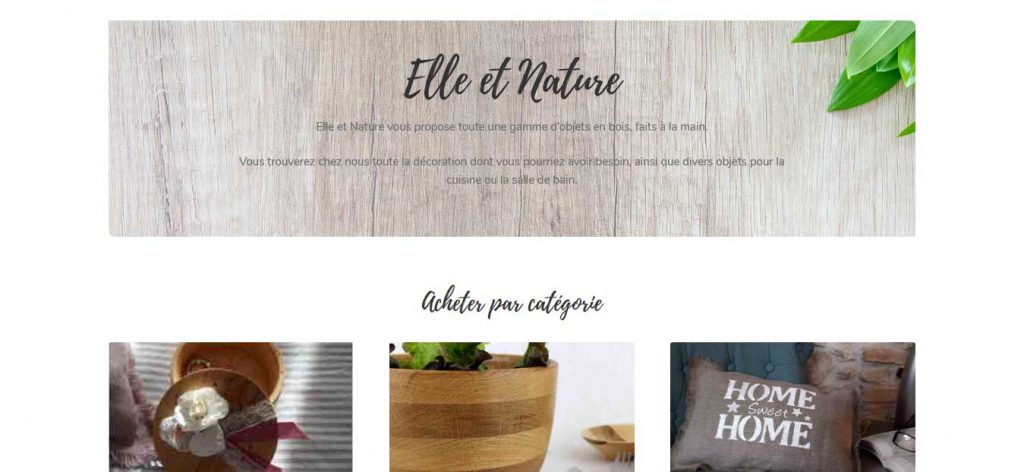 Elle et Nature
Elle et Nature vous propose toute une gamme d'objets en bois, faits à la main.
Vous trouverez chez nous toute la décoration dont vous pourriez avoir besoin, ainsi que divers objets pour la
cuisine ou la salle de bain.
Acheter par catégorie
HOME
Sweet
HOME